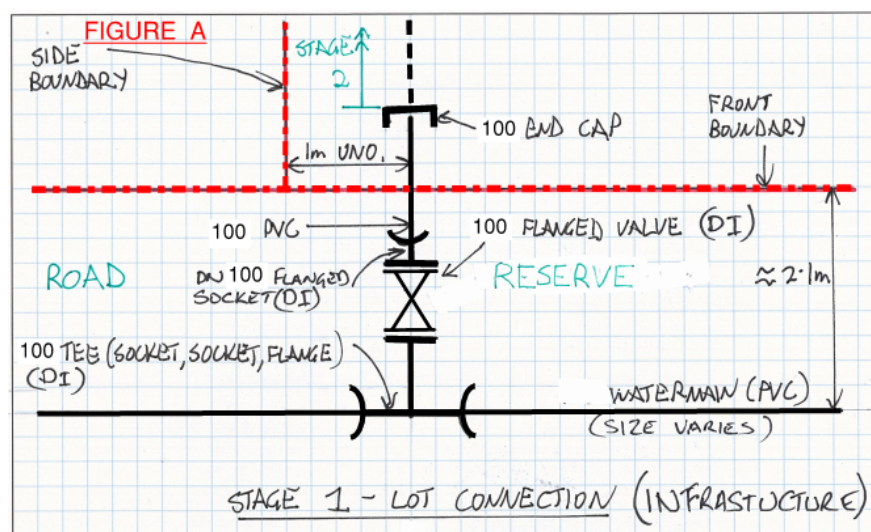 FIGURE A
SIDE
BOUNDARY
STAGE
2
100 END CAP
FRONT
BOUNDARY
1m UNO.
100 PVC
100 FLANGED VALVE (DI)
ROAD
DN 100 FLANGED
SOCKET (DI)
RESERVE
≈ 2.1m
100 TEE (SOCKET, SOCKET, FLANGE)
(DI)
WATERMAIN (PVC)
(SIZE VARIES)
STAGE 1 - LOT CONNECTION (INFRASTUCTURE)